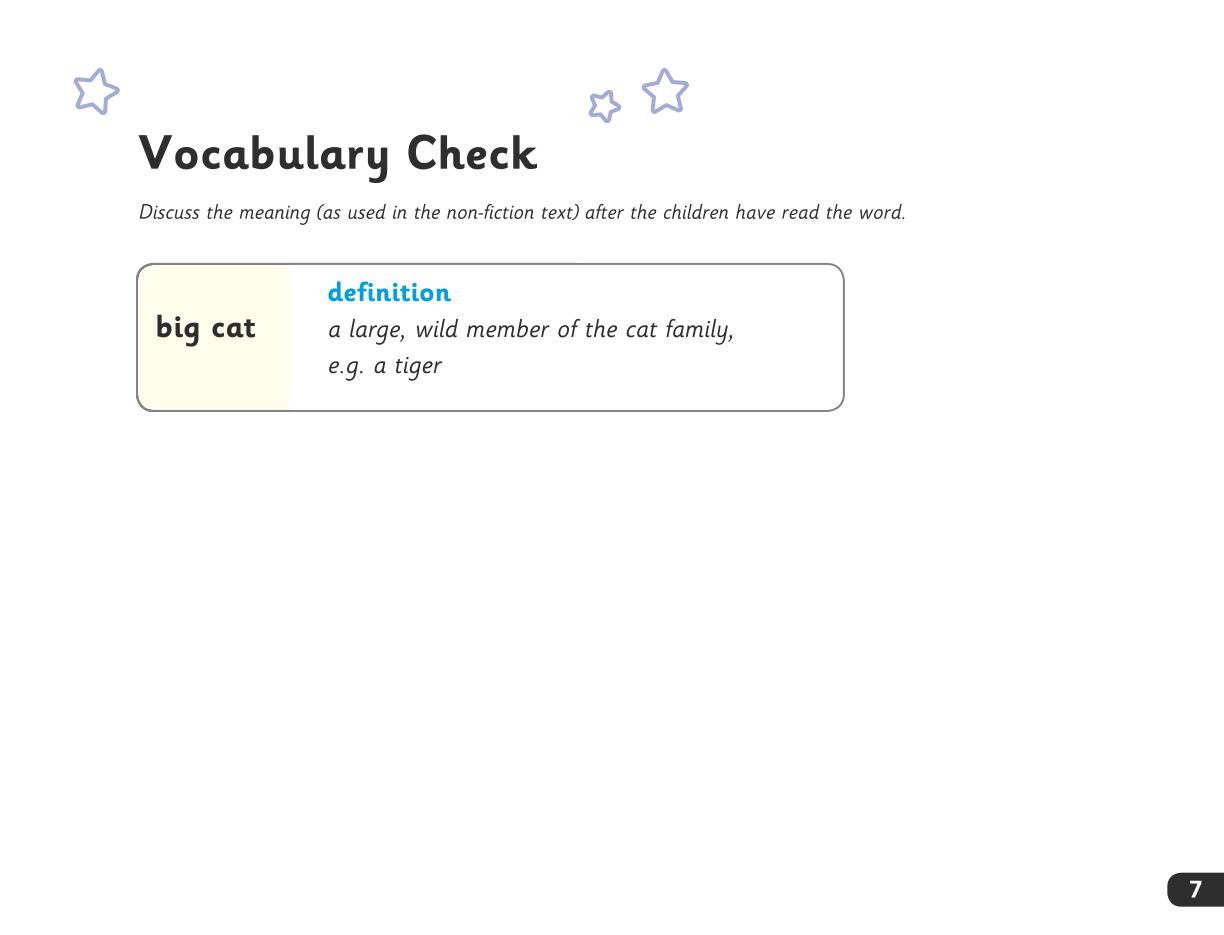 Vocabulary Check
Discuss the meaning (as used in the non-fiction text) after the children have read the word.
big cat
definition
a large, wild member of the cat family,
e.g. a tiger
7